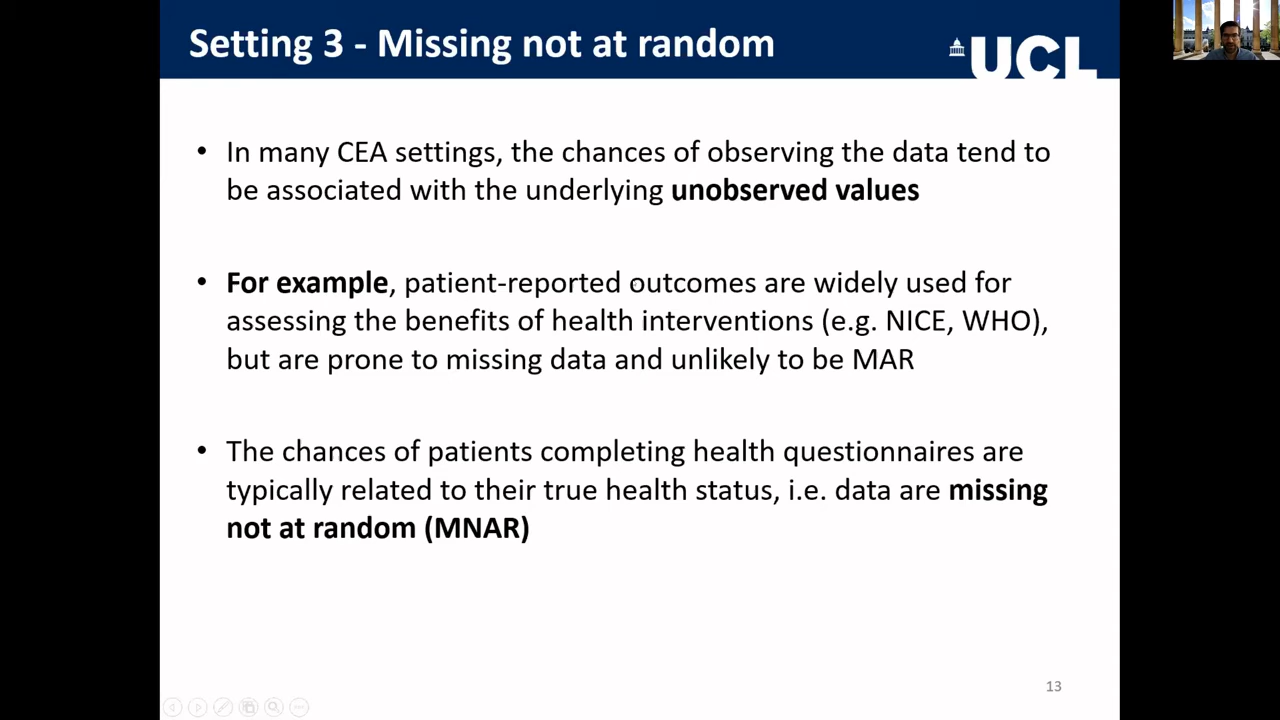 Setting 3 - Missing not at random
UCL
• In many CEA settings, the chances of observing the data tend to
be associated with the underlying unobserved values
• For example, patient-reported outcomes are widely used for
assessing the benefits of health interventions (e.g. NICE, WHO),
but are prone to missing data and unlikely to be MAR
• The chances of patients completing health questionnaires are
typically related to their true health status, i.e. data are missing
not at random (MNAR)
13